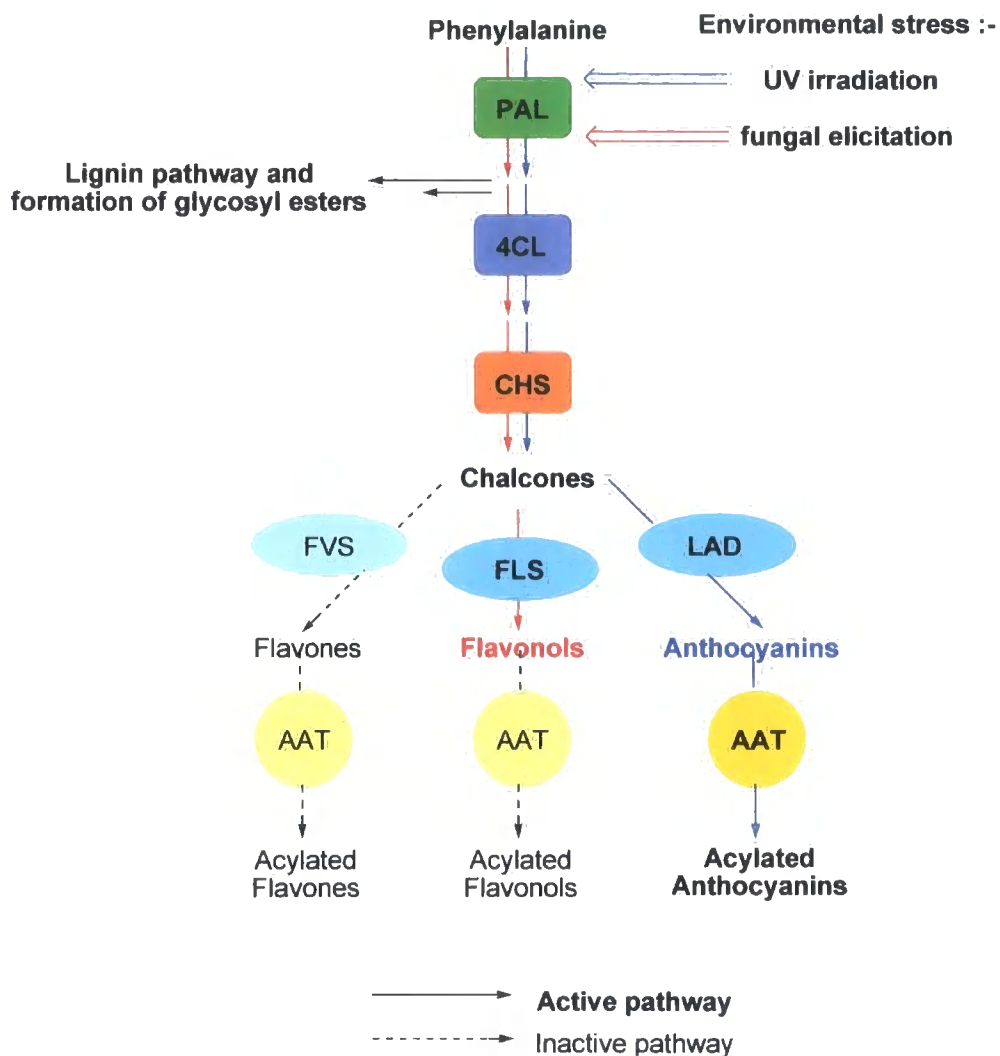 Phenylalanine
Environmental stress :-
UV irradiation
PAL
fungal elicitation
Lignin pathway and
formation of glycosyl esters
4CL
CHS
Chalcones
FVS
FLS
LAD
Flavones
Flavonols
Anthocyanins
AAT
AAT
AAT
Acylated
Flavones
Acylated
Flavonols
Acylated
Anthocyanins
Active pathway
Inactive pathway